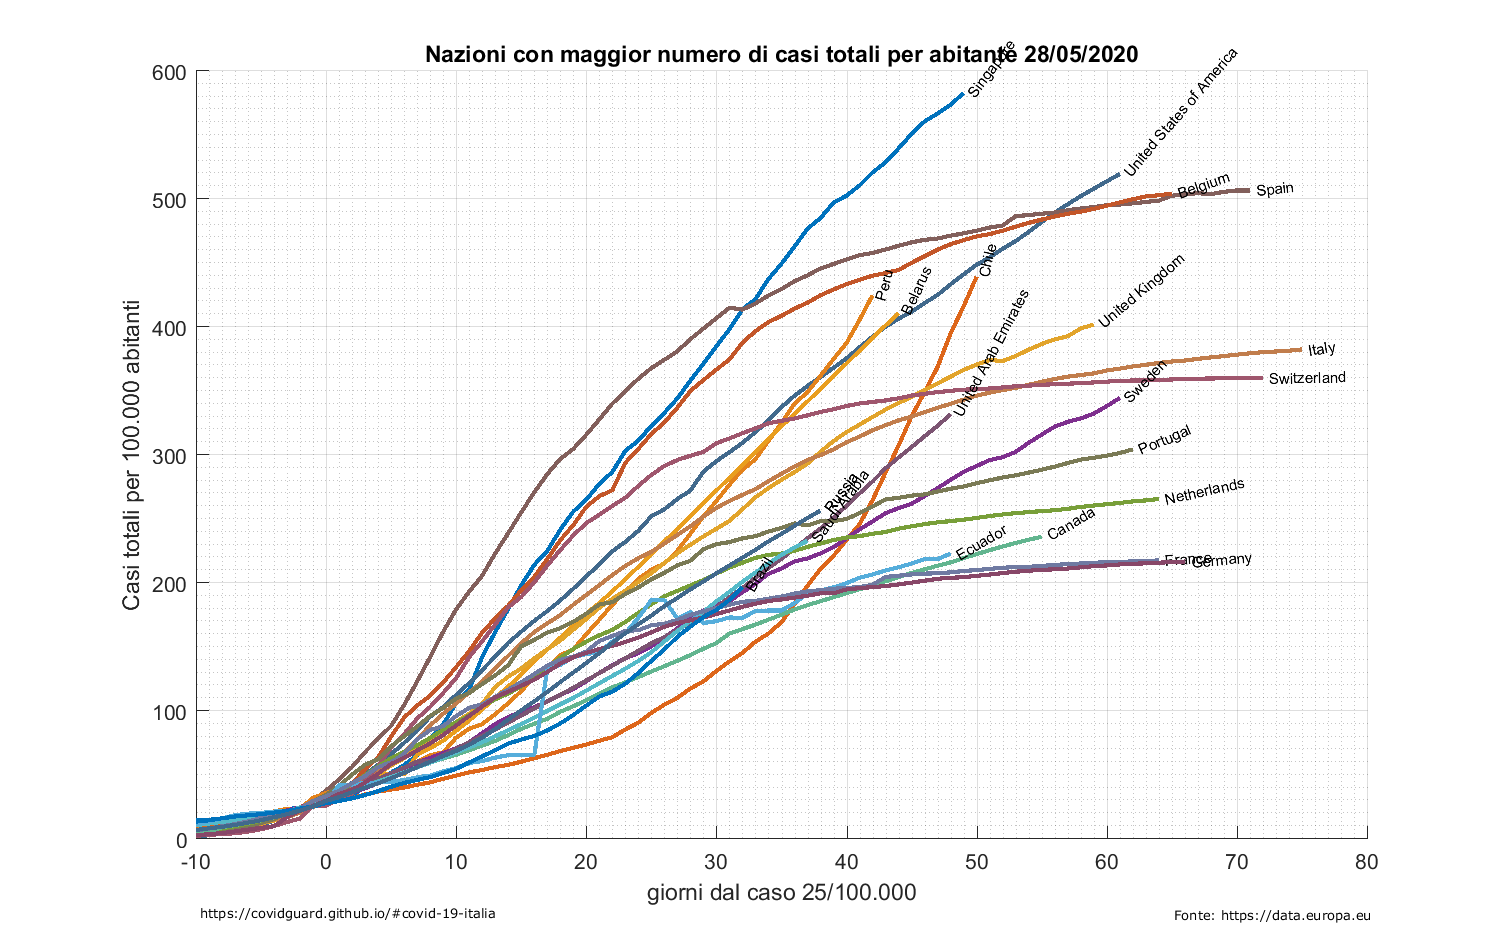 Nazioni con maggior numero di casi totali per abitante 28/05/2020
Casi totali per 100.000 abitanti
600
500
400
300
200
100
0
Singapore
United States of America
Belgium
Spain
Chile
Peru
Belarus
United Kingdom
United Arab Emirates
Italy
Switzerland
Sweden
Portugal
Russia
Saudi Arabia
Netherlands
Canada
Ecuador
France
Germany
Brazil
-10 0 10 20 30 40 50 60 70 80
giorni dal caso 25/100.000
https://covidguard.github.io/#covid-19-italia
Fonte: https://data.europa.eu